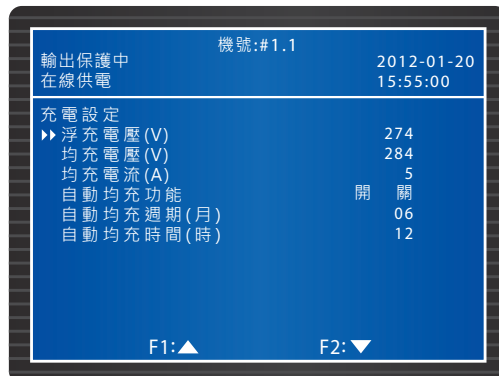 機號:#1.1
輸出保護中 2012-01-20
在線供電 15:55:00
充電設定
浮充電壓(V) 274
均充電壓(V) 284
均充電流(A) 5
自動均充功能 開 關
自動均充週期(月) 06
自動均充時間(時) 12
F1:▲ F2:▼